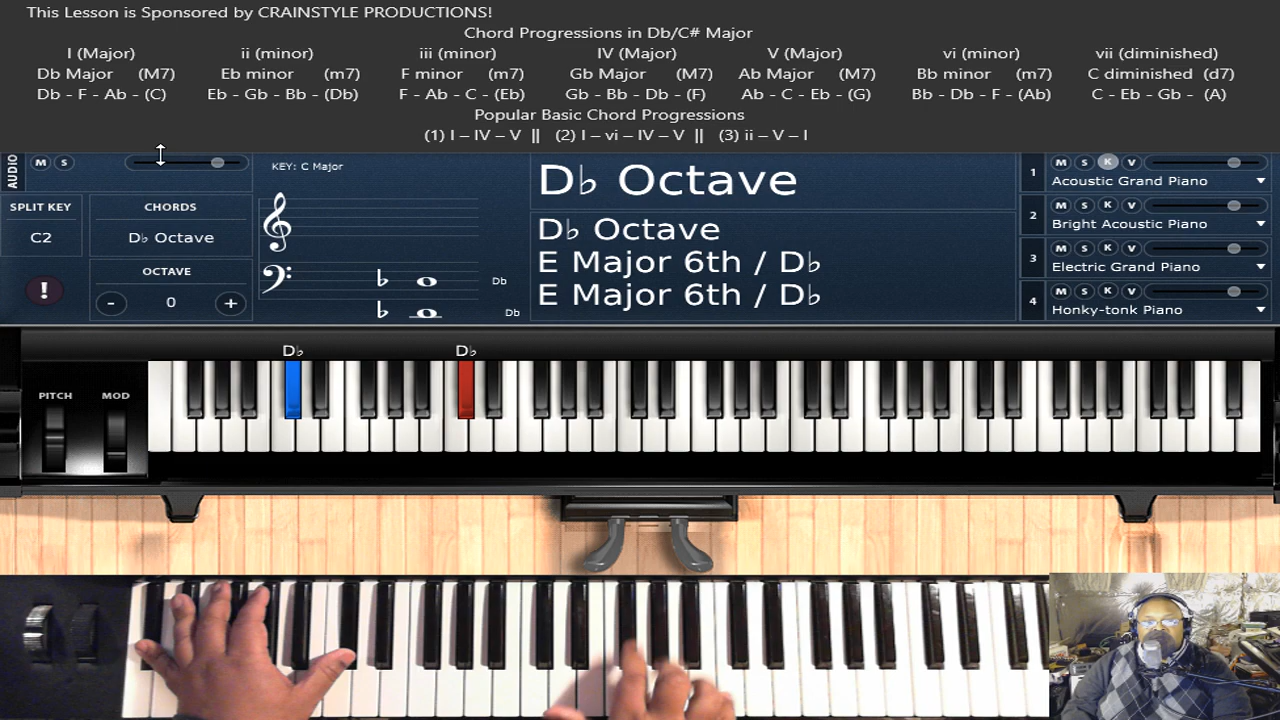 This Lesson is Sponsored by CRAINSTYLE PRODUCTIONS!
Chord Progressions in Db/C# Major
I (Major) ii (minor) iii (minor) IV (Major) V (Major) vi (minor) vii (diminished)
Db Major (M7) Eb minor (m7) F minor (m7) Gb Major (M7) Ab Major (M7) Bb minor (m7) C diminished (d7)
Db - F - Ab - (C) Eb - Gb - Bb - (Db) F - Ab - C - (Eb) Gb - Bb - Db - (F) Ab - C - Eb - (G) Bb - Db - F - (Ab) C - Eb - Gb - (A)
Popular Basic Chord Progressions
(1) I – IV – V || (2) I – vi – IV – V || (3) ii – V – I
AUDIO
M S
SPLIT KEY
C2
!
CHORDS
D♭ Octave
OCTAVE
- 0 +
KEY: C Major
Db
Db
D♭ Octave
D♭ Octave
E Major 6th / D♭
E Major 6th / D♭
1 M S K V
Acoustic Grand Piano
2 M S K V
Bright Acoustic Piano
3 M S K V
Electric Grand Piano
4 M S K V
Honky-tonk Piano
D♭ D♭
PITCH MOD